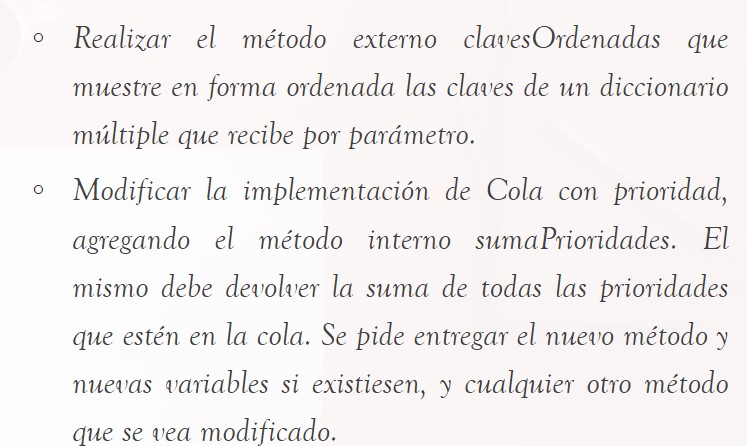 Realizar el método externo clavesOrdenadas que
muestre en forma ordenada las claves de un diccionario
múltiple que recibe por parámetro.
Modificar la implementación de Cola con prioridad,
agregando el método interno sumaPrioridades. El
mismo debe devolver la suma de todas las prioridades
que estén en la cola. Se pide entregar el nuevo método y
nuevas variables si existiesen, y cualquier otro método
que se vea modificado.